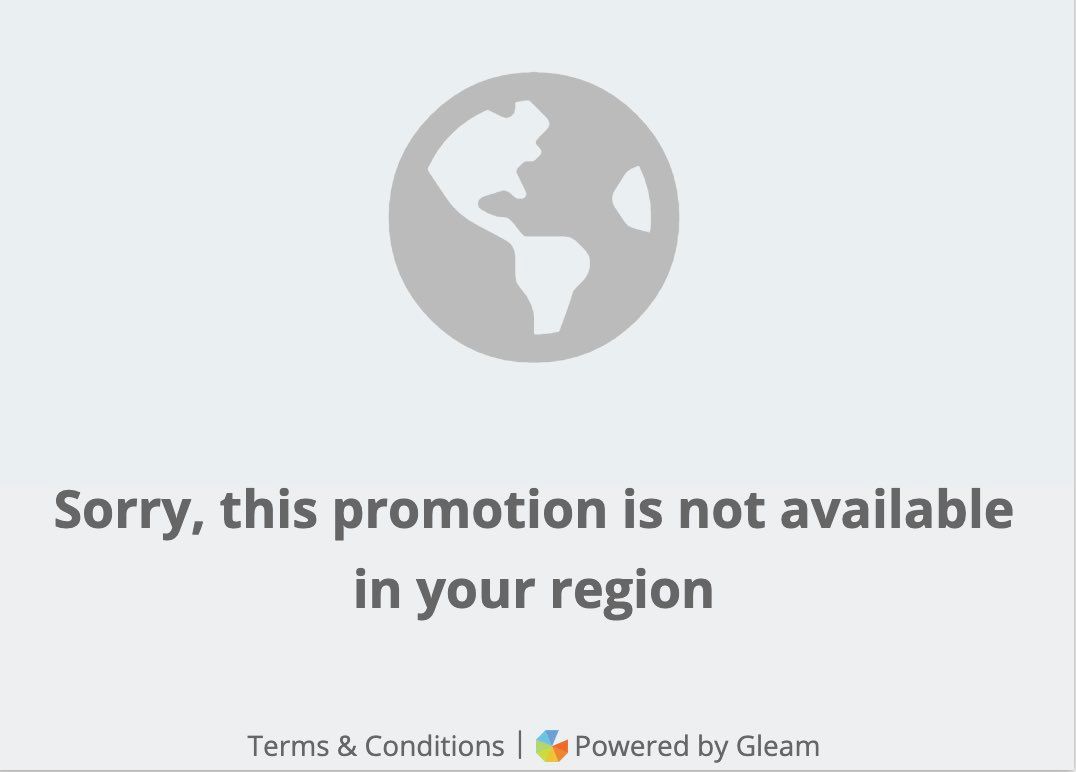 Sorry, this promotion is not available
in your region
Terms & Conditions | Powered by Gleam